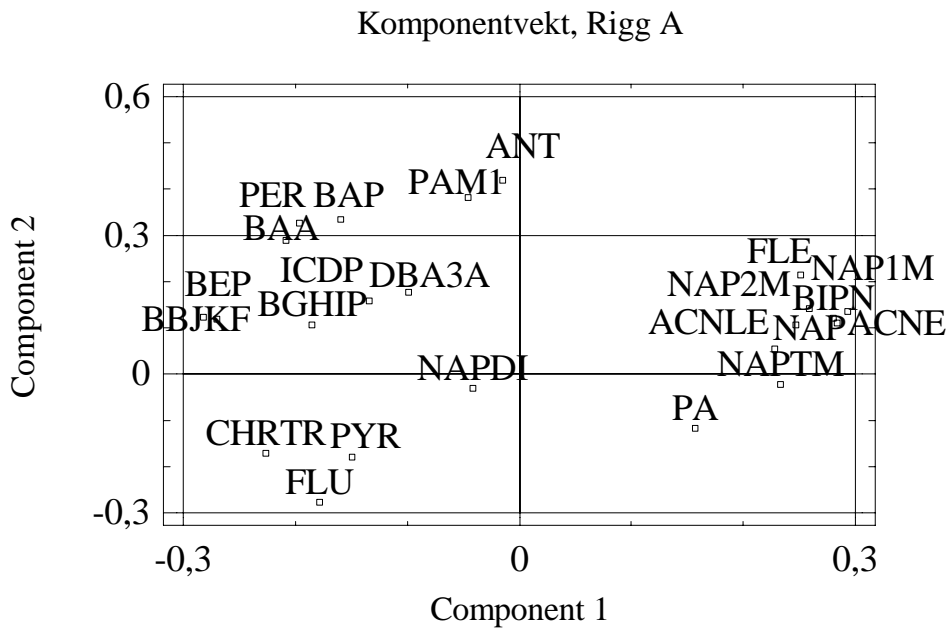 Komponentvekt, Rigg A
0,6
ANT
PAM1
PER BAP
BAA
0,3
FLE
NAP1M
ICDP
DBA3A
NAP2M
BEP
BIPN
BGHIP
BBJKF
ACNLE
NAP
ACNE
NAPDI
NAPTM
0
PA
CHRTR
PYR
FLU
-0,3
-0,3
0
0,3
Component 1
Component 2